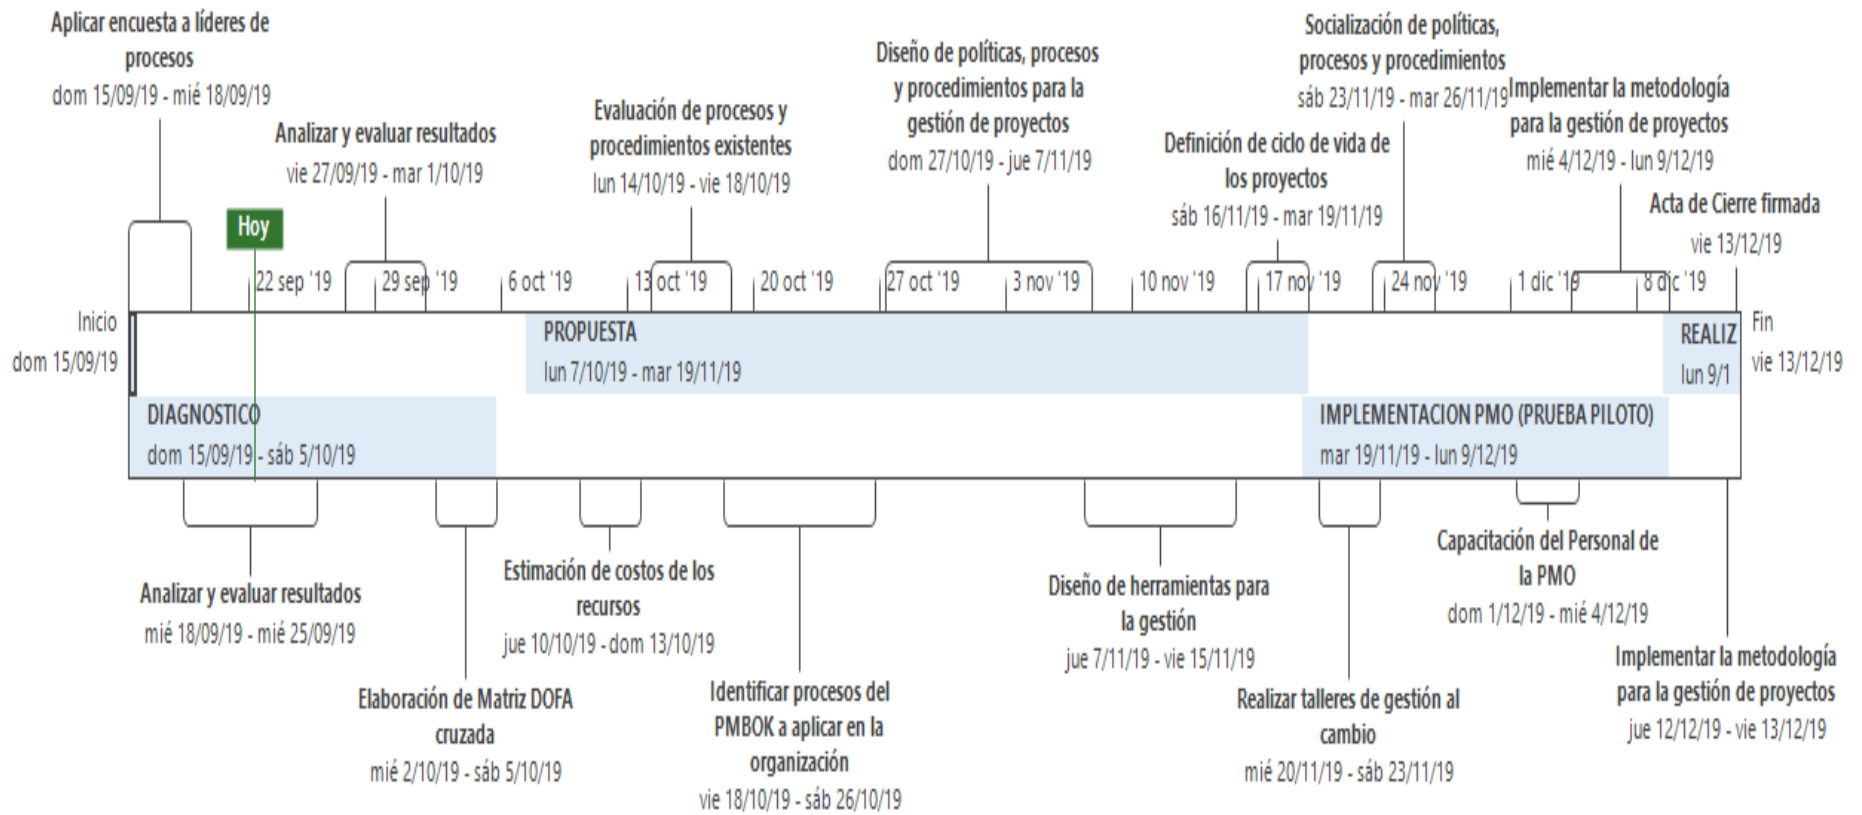 Aplicar encuesta a líderes de
procesos
dom 15/09/19 - mié 18/09/19
Analizar y evaluar resultados
vie 27/09/19 - mar 1/10/19
Evaluación de procesos y
procedimientos existentes
lun 14/10/19 - vie 18/10/19
Diseño de políticas, procesos
y procedimientos para la
gestión de proyectos
dom 27/10/19 - jue 7/11/19
Definición de ciclo de vida de
los proyectos
sáb 16/11/19 - mar 19/11/19
Socialización de políticas,
procesos y procedimientos
sáb 23/11/19 - mar 26/11/19
Implementar la metodología
para la gestión de proyectos
mié 4/12/19 - lun 9/12/19
Acta de Cierre firmada
vie 13/12/19
Hoy
22 sep '19
29 sep '19
6 oct '19
13 oct '19
20 oct '19
27 oct '19
3 nov '19
10 nov '19
17 nov '19
24 nov '19
1 dic '19
8 dic '19
Inicio
dom 15/09/19
PROPUESTA
lun 7/10/19 - mar 19/11/19
REALIZ
lun 9/1
Fin
vie 13/12/19
DIAGNOSTICO
dom 15/09/19 - sáb 5/10/19
IMPLEMENTACION PMO (PRUEBA PILOTO)
mar 19/11/19 - lun 9/12/19
Analizar y evaluar resultados
mié 18/09/19 - mié 25/09/19
Elaboración de Matriz DOFA
cruzada
mié 2/10/19 - sáb 5/10/19
Estimación de costos de los
recursos
jue 10/10/19 - dom 13/10/19
Identificar procesos del
PMBOK a aplicar en la
organización
vie 18/10/19 - sáb 26/10/19
Diseño de herramientas para
la gestión
jue 7/11/19 - vie 15/11/19
Realizar talleres de gestión al
cambio
mié 20/11/19 - sáb 23/11/19
Capacitación del Personal de
la PMO
dom 1/12/19 - mié 4/12/19
Implementar la metodología
para la gestión de proyectos
jue 12/12/19 - vie 13/12/19